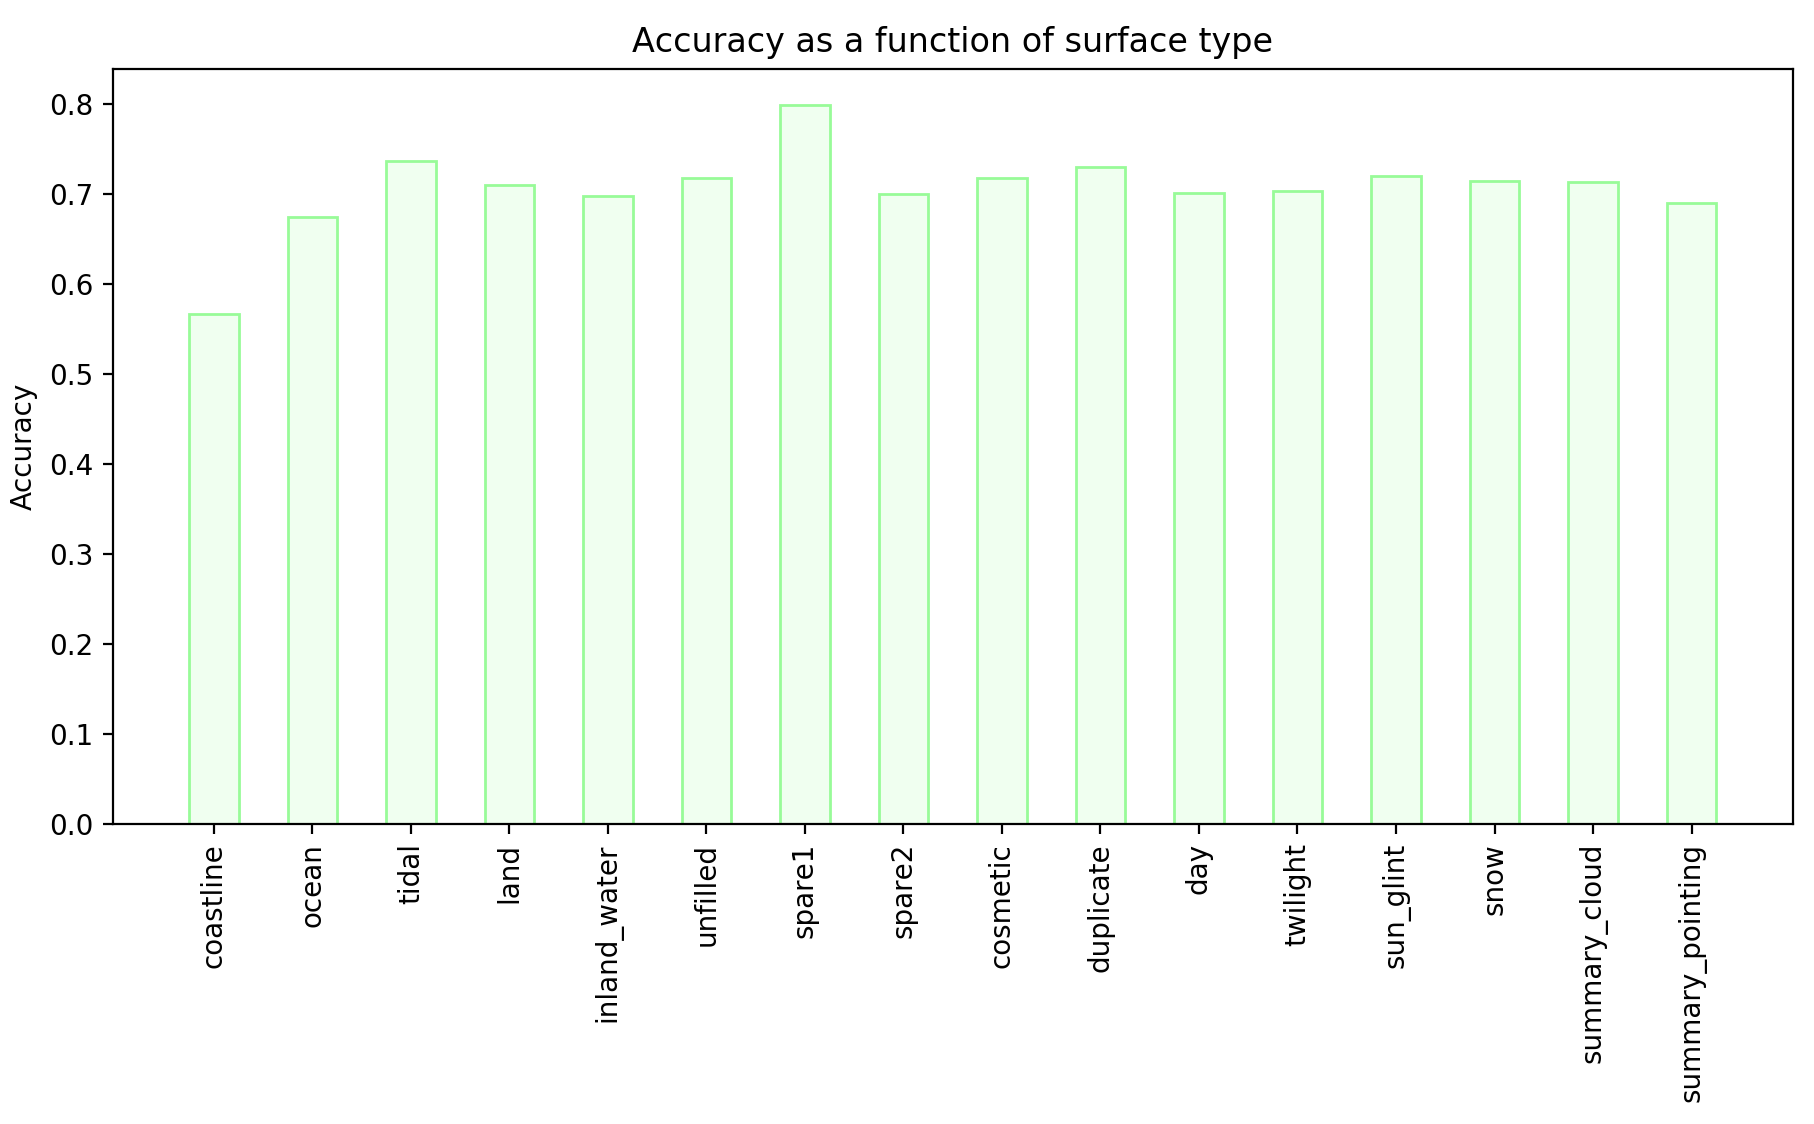 Accuracy as a function of surface type
Accuracy
0.8
0.7
0.6
0.5
0.4
0.3
0.2
0.1
0.0
coastline
ocean
tidal
land
inland_water
unfilled
spare1
spare2
cosmetic
duplicate
day
twilight
sun_glint
snow
summary_cloud
summary_pointing